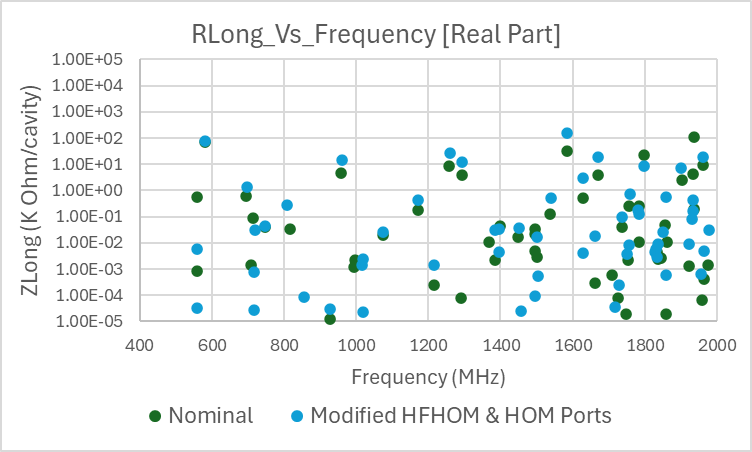 RLong_Vs_Frequency [Real Part]
1.00E+05
1.00E+04
1.00E+03
1.00E+02
1.00E+01
1.00E+00
1.00E-01
1.00E-02
1.00E-03
1.00E-04
1.00E-05
ZLong (K Ohm/cavity)
400 600 800 1000 1200 1400 1600 1800 2000
Frequency (MHz)
Nominal Modified HFHOM & HOM Ports